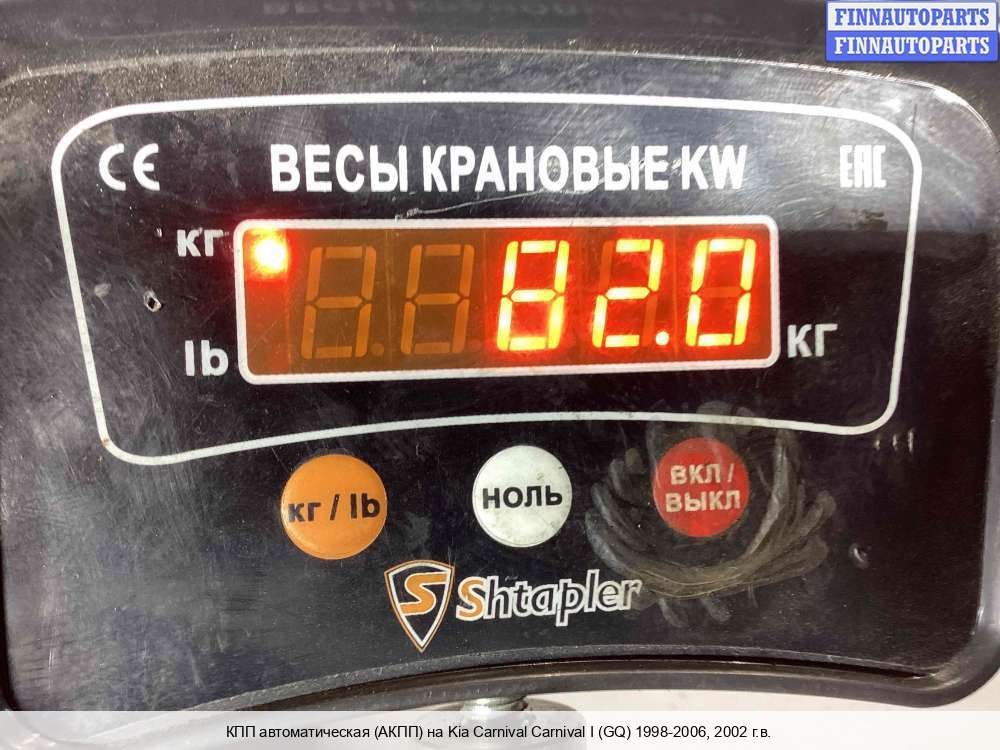 FINNAUTOPARTS
FINNAUTOPARTS
CE ВЕСЫ КРАНОВЫЕ KW EAC
кг
82.0
lb
КГ
кг / lb
НОЛЬ
ВКЛ /
ВЫКЛ
S Shtapler
КПП автоматическая (АКПП) на Kia Carnival Carnival I (GQ) 1998-2006, 2002 г.в.